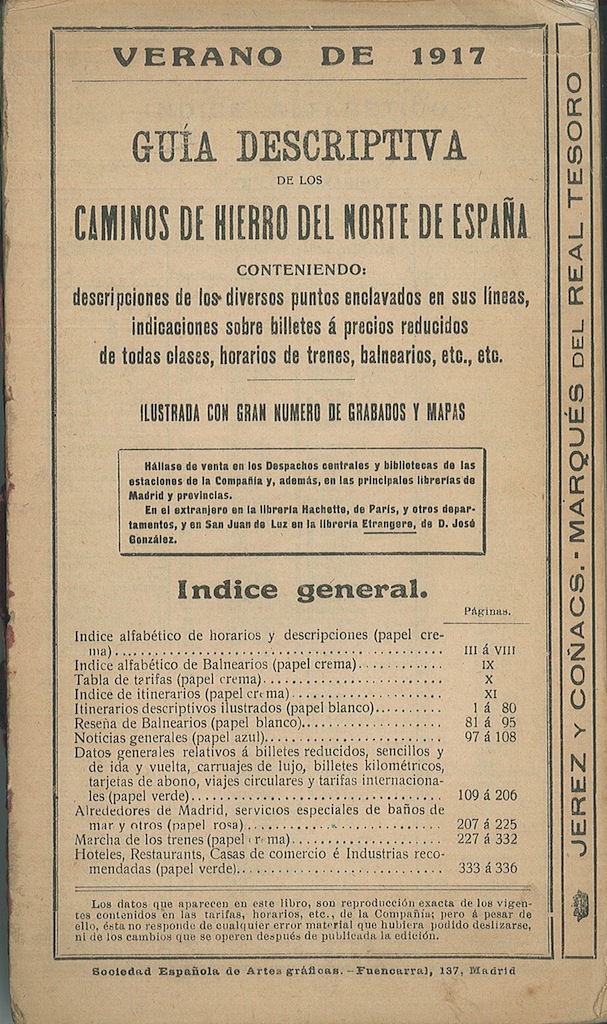 VERANO DE 1917
GUÍA DESCRIPTIVA
DE LOS
CAMINOS DE HIERRO DEL NORTE DE ESPAÑA
CONTENIENDO:
descripciones de los diversos puntos enclavados en sus líneas,
indicaciones sobre billetes á precios reducidos
de todas clases, horarios de trenes, balnearios, etc., etc.
ILUSTRADA CON GRAN NUMERO DE GRABADOS Y MAPAS
Hállase de venta en los Despachos centrales y bibliotecas de las
estaciones de la Compañía y, además, en las principales librerías de
Madrid y provincias.
En el extranjero en la librería Hachette, de París, y otros depar-
tamentos, y en San Juan de Luz en la librería Etrangere, de D. José
González.
Indice general.
Páginas.
Indice alfabético de horarios y descripciones (papel cre-
ma)........................................ III á VIII
Indice alfabético de Balnearios (papel crema)............ IX
Tabla de tarifas (papel crema)......................... X
Indice de itinerarios (papel crema)...................... XI
Itinerarios descriptivos ilustrados (papel blanco).......... 1 á 80
Reseña de Balnearios (papel blanco).................... 81 á 95
Noticias generales (papel azul)......................... 97 á 108
Datos generales relativos á billetes reducidos, sencillos y
de ida y vuelta, carruajes de lujo, billetes kilométricos,
tarjetas de abono, viajes circulares y tarifas internaciona-
les (papel verde)................................... 109 á 206
Alrededores de Madrid, servicios especiales de baños de
mar y otros (papel rosa)............................ 207 á 225
Marcha de los trenes (papel crema)..................... 227 á 332
Hoteles, Restaurants, Casas de comercio é Industrias reco-
mendadas (papel verde)............................. 333 á 336
Los datos que aparecen en este libro, son reproducción exacta de los vigen-
tes contenidos en las tarifas, horarios, etc., de la Compañía; pero á pesar de
ello, ésta no responde de cualquier error material que hubiera podido deslizarse,
ni de los cambios que se operen después de publicada la edición.
Sociedad Española de Artes gráficas.-Fuencarral, 137, Madrid
JEREZ Y COÑACS.-MARQUÉS DEL REAL TESORO